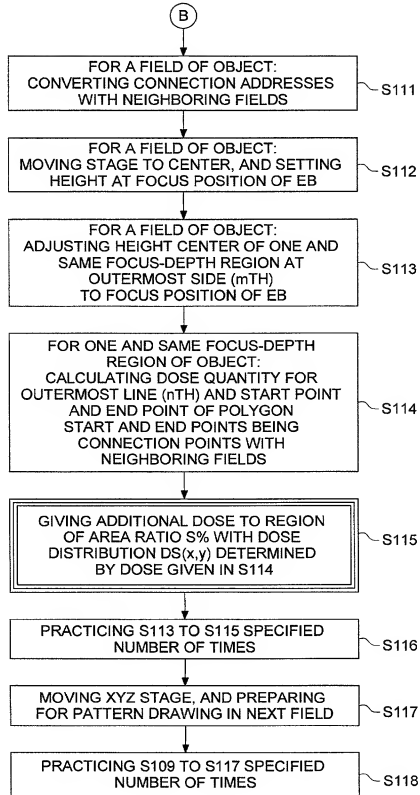 B
FOR A FIELD OF OBJECT:
CONVERTING CONNECTION ADDRESSES
WITH NEIGHBORING FIELDS
S111
FOR A FIELD OF OBJECT:
MOVING STAGE TO CENTER, AND SETTING
HEIGHT AT FOCUS POSITION OF EB
S112
FOR A FIELD OF OBJECT:
ADJUSTING HEIGHT CENTER OF ONE AND
SAME FOCUS-DEPTH REGION AT
OUTERMOST SIDE (mTH)
TO FOCUS POSITION OF EB
S113
FOR ONE AND SAME FOCUS-DEPTH
REGION OF OBJECT:
CALCULATING DOSE QUANTITY FOR
OUTERMOST LINE (nTH) AND START POINT
AND END POINT OF POLYGON
START AND END POINTS BEING
CONNECTION POINTS WITH
NEIGHBORING FIELDS
S114
GIVING ADDITIONAL DOSE TO REGION
OF AREA RATIO S% WITH DOSE
DISTRIBUTION DS(x,y) DETERMINED
BY DOSE GIVEN IN S114
S115
PRACTICING S113 TO S115 SPECIFIED
NUMBER OF TIMES
S116
MOVING XYZ STAGE, AND PREPARING
FOR PATTERN DRAWING IN NEXT FIELD
S117
PRACTICING S109 TO S117 SPECIFIED
NUMBER OF TIMES
S118